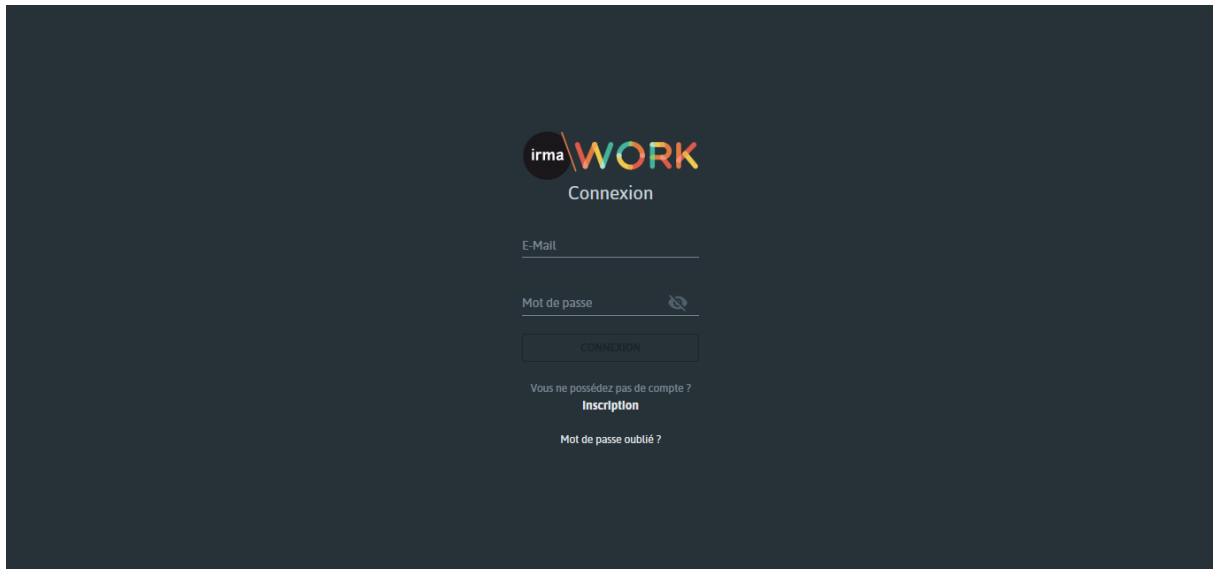 irma WORK
Connexion
E-Mail
Mot de passe
CONNEXION
Vous ne possédez pas de compte ?
Inscription
Mot de passe oublié ?